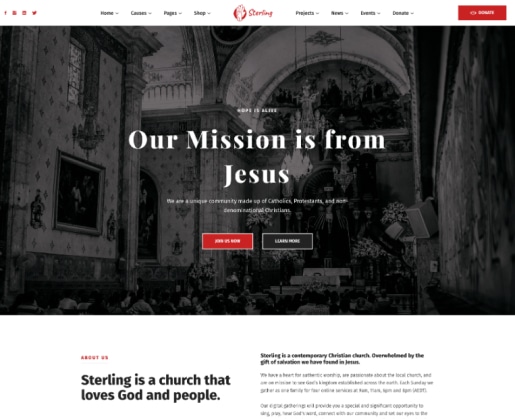 Home
Causes
Pages
Shop
Sterling
Projects
News
Events
Donate
DONATE
HOPE IS ALIVE
Our Mission is from
Jesus
We are a unique community made up of Catholics, Protestants, and non-
denominational Christians.
JOIN US NOW
LEARN MORE
ABOUT US
Sterling is a church that
loves God and people.
Sterling is a contemporary Christian church. Overwhelmed by the
gift of salvation we have found in Jesus.
We have a heart for authentic worship, are passionate about the local church, and
are on mission to see God's kingdom established across the earth. Each Sunday we
gather as one family for four online services at 9am, 11am, 4pm and 6pm (AEST).
Our digital gatherings will provide you a special and significant opportunity to
sing, pray, hear God's word, connect with our community and set our eyes to the